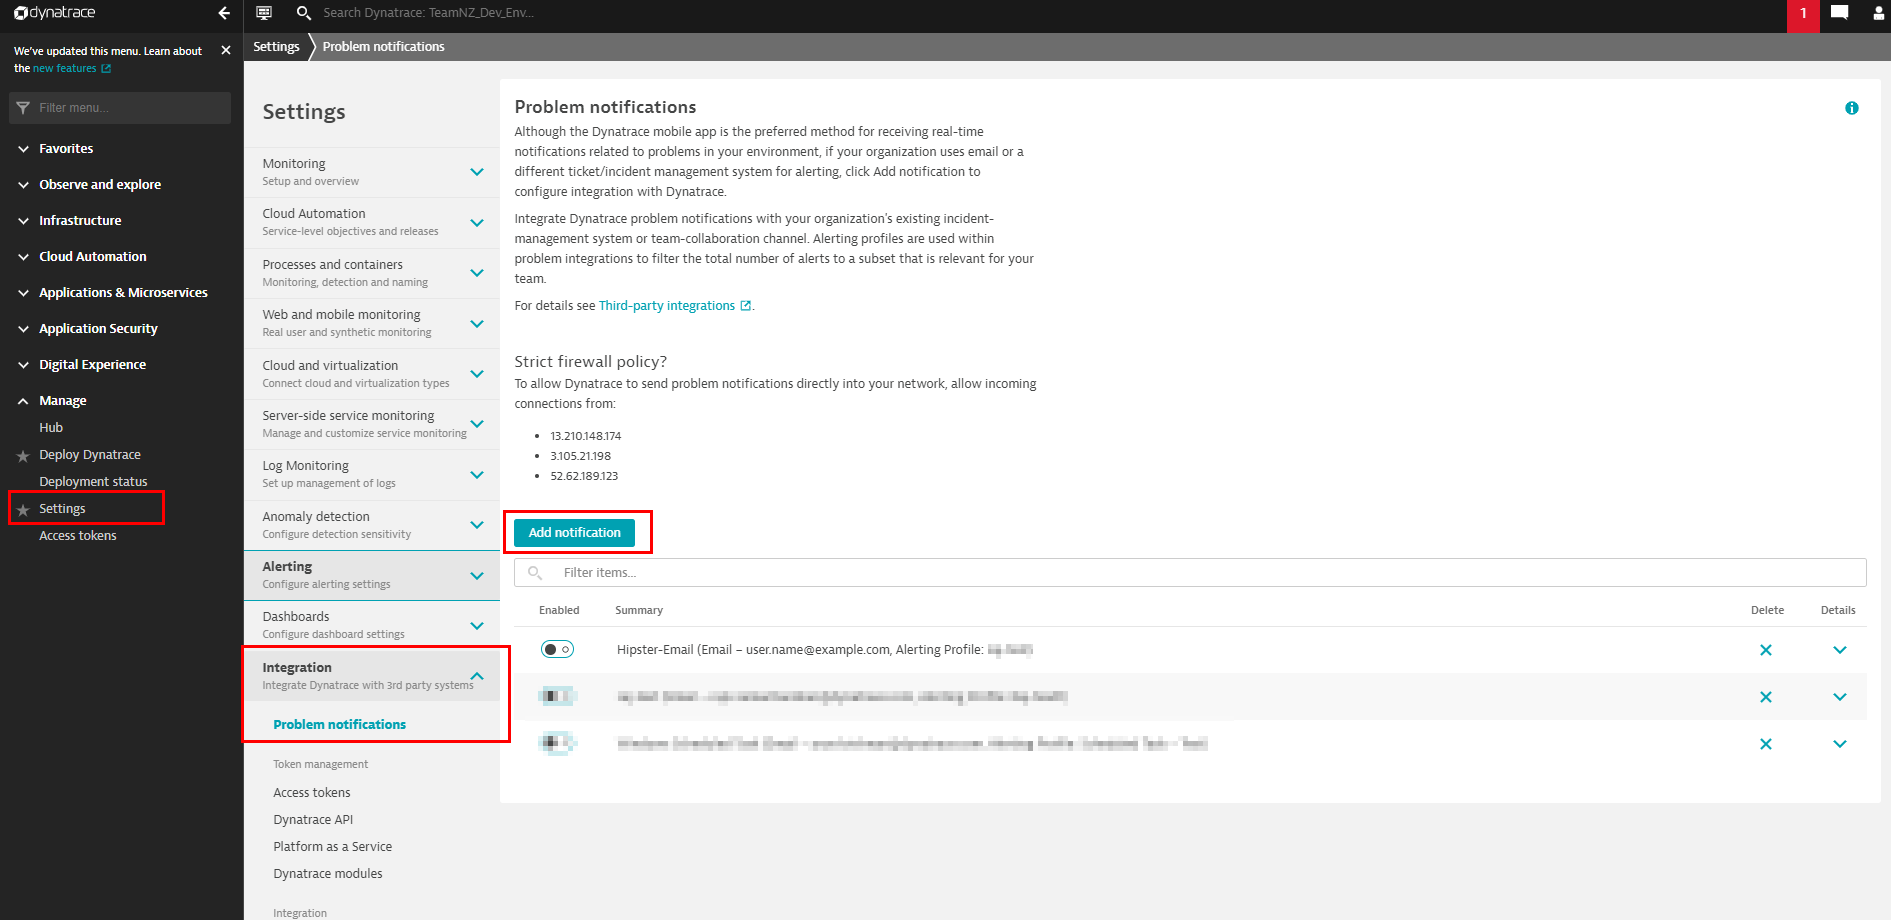 dynatrace
Search Dynatrace: TeamNZ_Dev_Env...
1
We've updated this menu. Learn about
the new features
Filter menu...
Favorites
Observe and explore
Infrastructure
Cloud Automation
Applications & Microservices
Application Security
Digital Experience
Manage
Hub
Deploy Dynatrace
Deployment status
Settings
Access tokens
Settings
Problem notifications
Settings
Monitoring
Setup and overview
Cloud Automation
Service-level objectives and releases
Processes and containers
Monitoring, detection and naming
Web and mobile monitoring
Real user and synthetic monitoring
Cloud and virtualization
Connect cloud and virtualization types
Server-side service monitoring
Manage and customize service monitoring
Log Monitoring
Set up management of logs
Anomaly detection
Configure detection sensitivity
Alerting
Configure alerting settings
Dashboards
Configure dashboard settings
Integration
Integrate Dynatrace with 3rd party systems
Problem notifications
Token management
Access tokens
Dynatrace API
Platform as a Service
Dynatrace modules
Integration
Problem notifications
Although the Dynatrace mobile app is the preferred method for receiving real-time
notifications related to problems in your environment, if your organization uses email or a
different ticket/incident management system for alerting, click Add notification to
configure integration with Dynatrace.
Integrate Dynatrace problem notifications with your organization's existing incident-
management system or team-collaboration channel. Alerting profiles are used within
problem integrations to filter the total number of alerts to a subset that is relevant for your
team.
For details see Third-party integrations.
Strict firewall policy?
To allow Dynatrace to send problem notifications directly into your network, allow incoming
connections from:
• 13.210.148.174
• 3.105.21.198
• 52.62.189.123
Add notification
Filter items...
Enabled Summary Delete Details
Hipster-Email (Email – user.name@example.com, Alerting Profile: